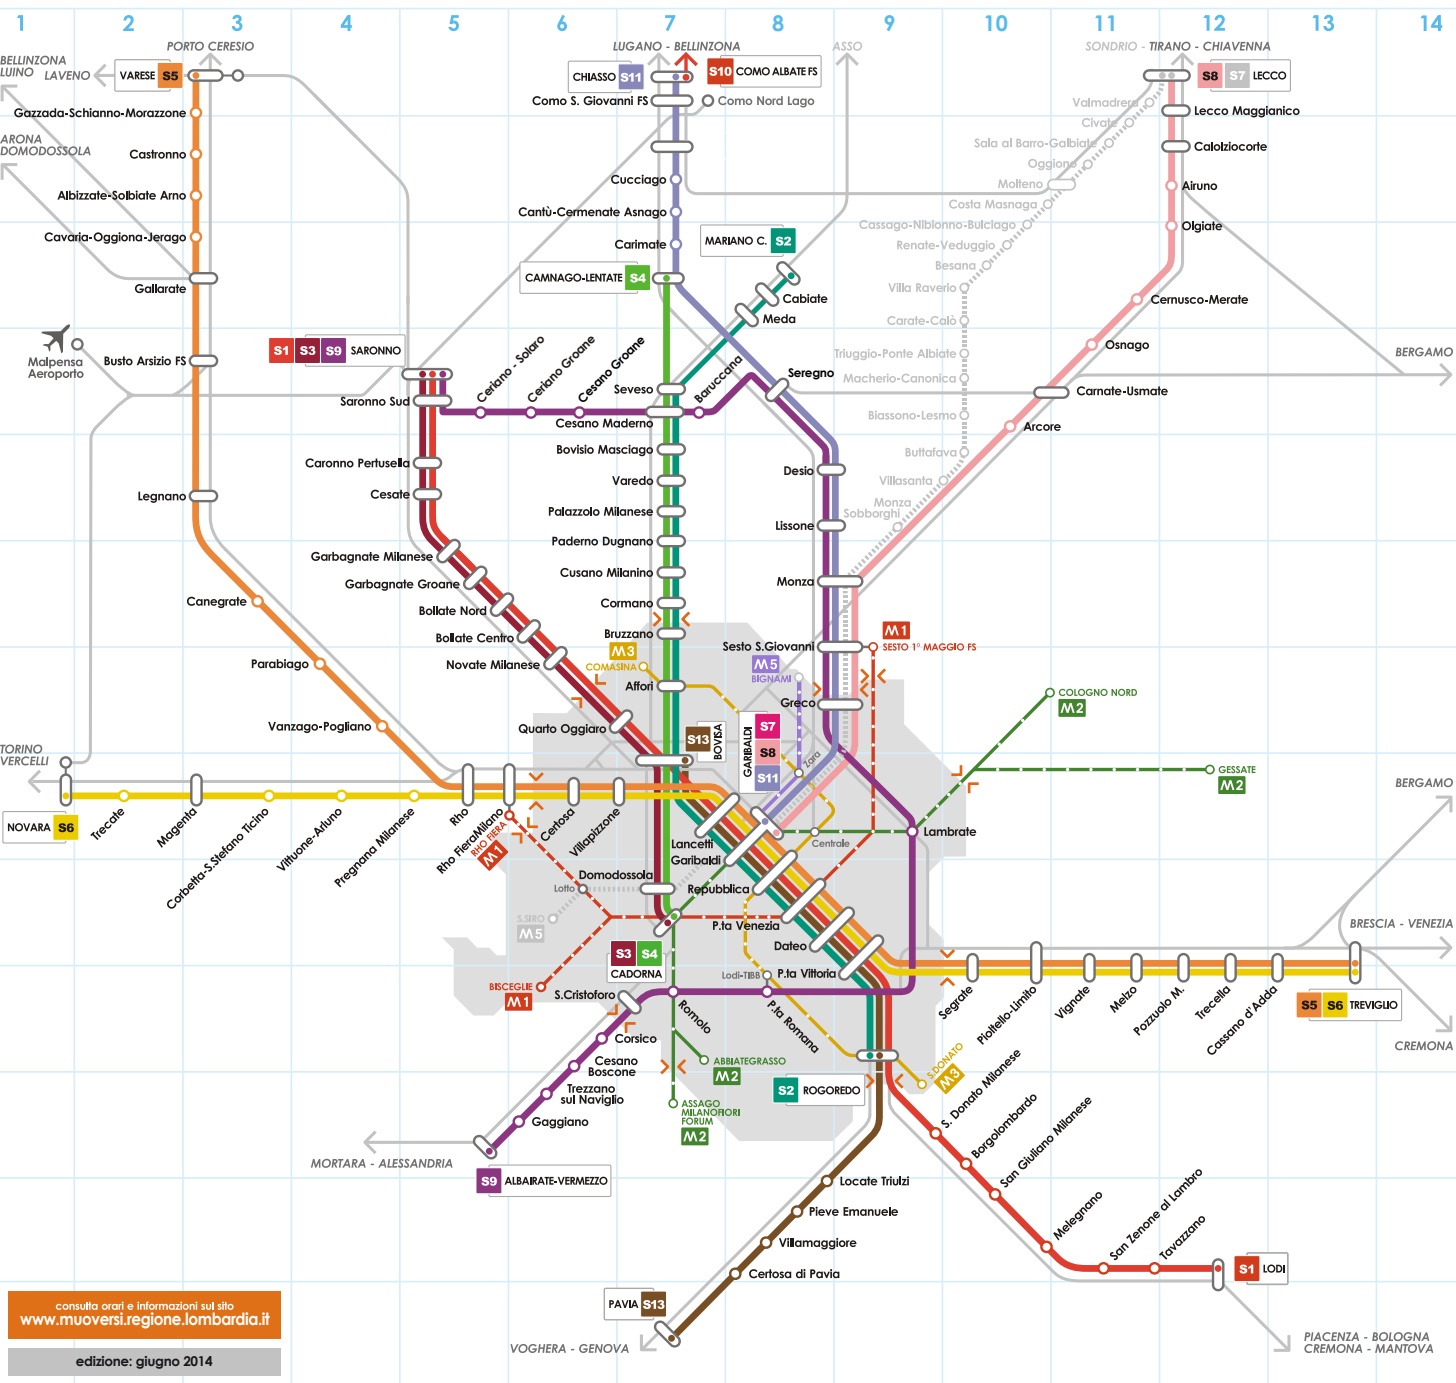 1 2 3 4 5 6 7 8 9 10 11 12 13 14
BELLINZONA
LUINO
LAVENO
PORTO CERESIO
VARESE S5
LUGANO - BELLINZONA
CHIASSO S11
S10 COMO ALBATE FS
ASSO
SONDRIO - TIRANO - CHIAVENNA
S8 S7 LECCO
Gazzada-Schianno-Morazzone
ARONA
DOMODOSSOLA
Castronno
Albizzate-Solbiate Arno
Cavaria-Oggiona-Jerago
Gallarate
Malpensa
Aeroporto
Busto Arsizio FS
Legnano
Canegrate
Parabiago
Vanzago-Pogliano
Como S. Giovanni FS
Como Nord Lago
Cucciago
Cantù-Cermenate Asnago
Carimate
CAMNAGO-LENTATE S4
MARIANO C. S2
Cabiate
Meda
Seveso
Baruccana
Seregno
S1 S3 S9 SARONNO
Saronno Sud
Ceriano - Solaro
Ceriano Groane
Cesano Groane
Cesano Maderno
Bovisio Masciago
Varedo
Palazzolo Milanese
Paderno Dugnano
Cusano Milanino
Cormano
Bruzzano
Affori
Caronno Pertusella
Cesate
Garbagnate Milanese
Garbagnate Groane
Bollate Nord
Bollate Centro
Novate Milanese
Quarto Oggiaro
Valmadrera
Civate
Sala al Barro-Galbiate
Oggiono
Molteno
Costa Masnaga
Cassago-Nibionno-Bulciago
Renate-Veduggio
Besana
Villa Raverio
Carate-Calò
Triuggio-Ponte Albiate
Macherio-Canonica
Biassono-Lesmo
Buttafava
Villasanta
Monza
Sobborghi
Lecco Maggianico
Calolziocorte
Airuno
Olgiate
Cernusco-Merate
Osnago
Carnate-Usmate
Arcore
BERGAMO
Desio
Lissone
Monza
Sesto S.Giovanni
M1
SESTO 1° MAGGIO FS
Greco
M3
COMASINA
M5
BIGNAMI
S13 BOVISA
GARIBALDI S7 S8 S11
Zara
COLOGNO NORD
M2
GESSATE
M2
Lambrate
Centrale
TORINO
VERCELLI
NOVARA S6
Trecate
Magenta
Corbetta-S.Stefano Ticino
Vittuone-Arluno
Pregnana Milanese
Rho
Rho FieraMilano
RHO FIERA
M1
Certosa
Villapizzone
Lancetti
Garibaldi
Repubblica
P.ta Venezia
Dateo
P.ta Vittoria
Domodossola
Lotto
S.SIRO
M5
S3 S4
CADORNA
BISCEGLIE
M1
S.Cristoforo
Romolo
Lodi-TIBB
P.ta Romana
Corsico
Cesano
Boscone
Trezzano
sul Naviglio
Gaggiano
MORTARA - ALESSANDRIA
S9 ALBAIRATE-VERMEZZO
ABBIATEGRASSO
M2
ASSAGO
MILANOFIORI
FORUM
M2
S2 ROGOREDO
S.DONATO
M3
BERGAMO
BRESCIA - VENEZIA
CREMONA
Segrate
Pioltello-Limito
Vignate
Melzo
Pozzuolo M.
Trecella
Cassano d'Adda
S5 S6 TREVIGLIO
S. Donato Milanese
Borgolombardo
San Giuliano Milanese
Melegnano
San Zenone al Lambro
Tavazzano
S1 LODI
PIACENZA - BOLOGNA
CREMONA - MANTOVA
Locate Triulzi
Pieve Emanuele
Villamaggiore
Certosa di Pavia
PAVIA S13
VOGHERA - GENOVA
consulta orari e informazioni sul sito
www.muoversi.regione.lombardia.it
edizione: giugno 2014